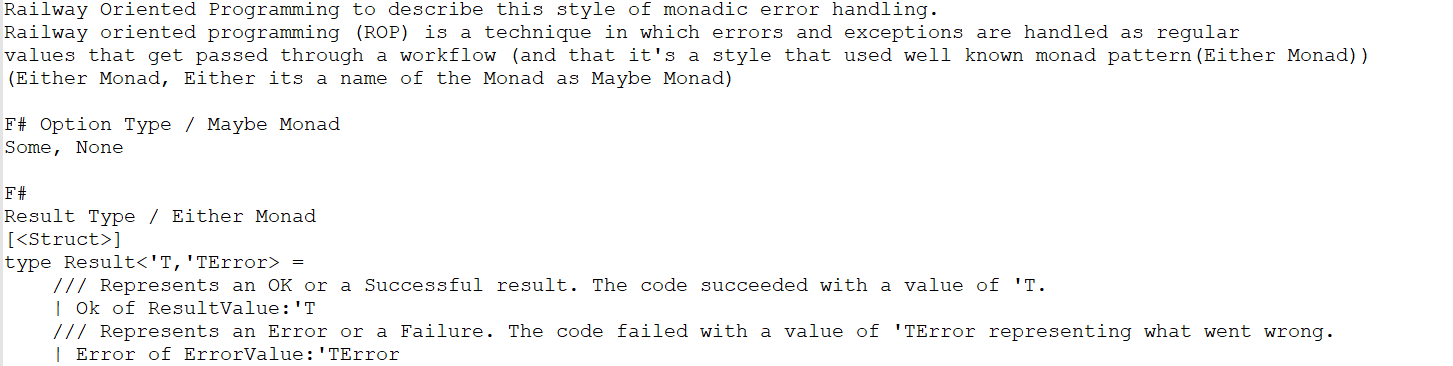 Railway Oriented Programming to describe this style of monadic error handling.
Railway oriented programming (ROP) is a technique in which errors and exceptions are handled as regular
values that get passed through a workflow (and that it's a style that used well known monad pattern(Either Monad))
(Either Monad, Either its a name of the Monad as Maybe Monad)

F# Option Type / Maybe Monad
Some, None

F#
Result Type / Either Monad
[<Struct>]
type Result<'T,'TError> =
    /// Represents an OK or a Successful result. The code succeeded with a value of 'T.
    | Ok of ResultValue:'T
    /// Represents an Error or a Failure. The code failed with a value of 'TError representing what went wrong.
    | Error of ErrorValue:'TError